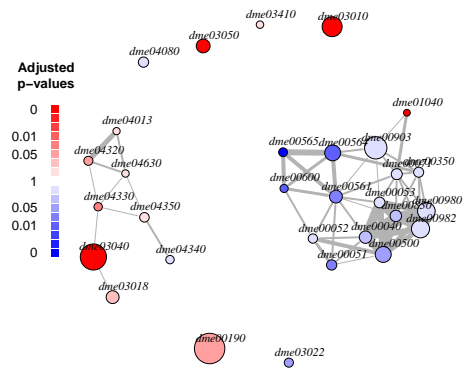 dme03410
dme03010
dme03050
dme04080
Adjusted
p-values
0
0.01
0.05
1
0.05
0.01
0
dme04013
dme04320
dme04630
dme04330
dme04350
dme03040
dme04340
dme03018
dme00190
dme03022
dme01040
dme00903
dme00565
dme00564
dme00350
dme00600
dme00561
dme00053
dme00980
dme00982
dme00052
dme00040
dme00500
dme00051